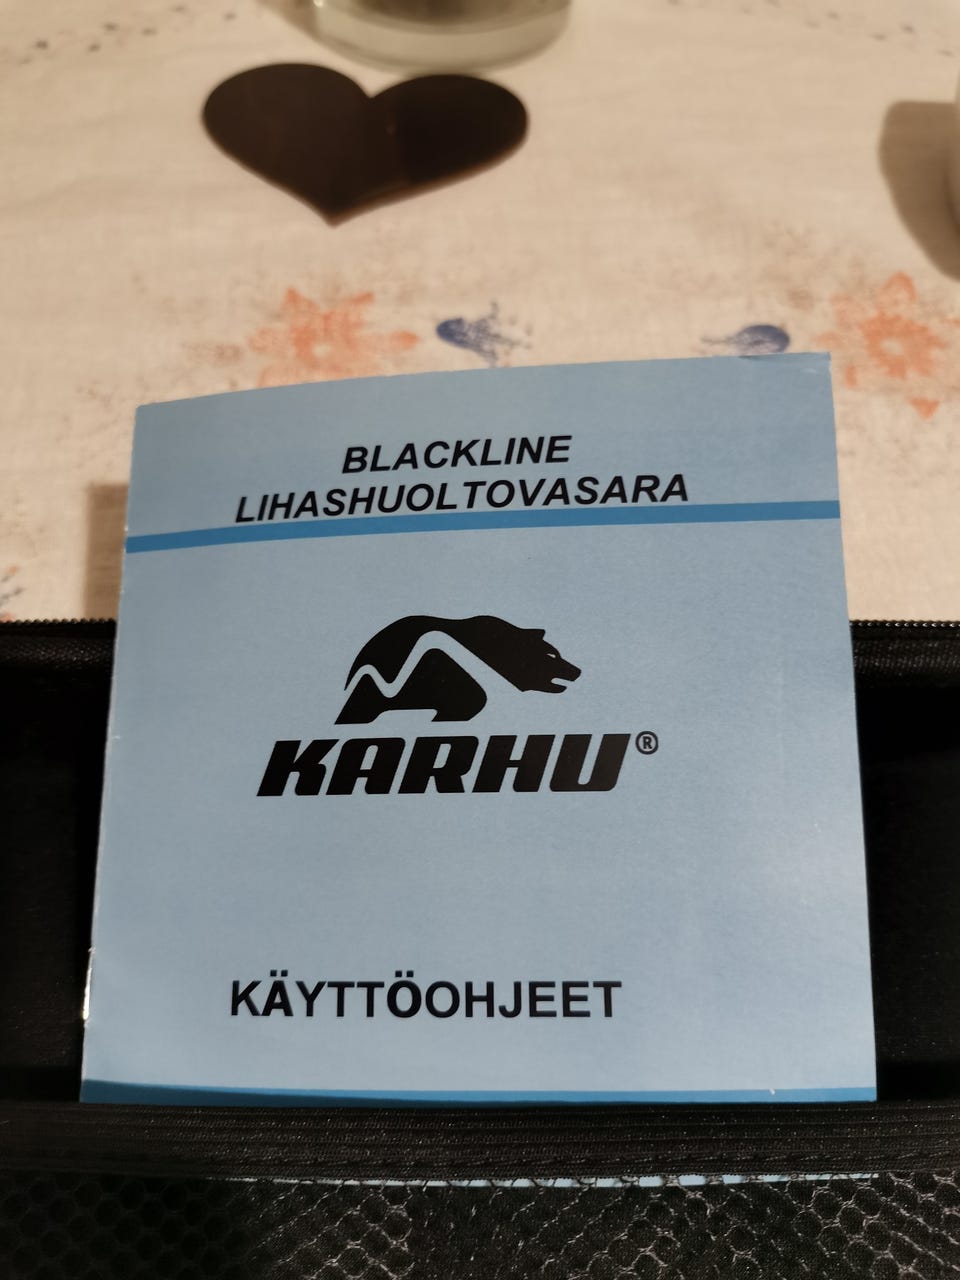 BLACKLINE
LIHASHUOLTOVASARA
KARHU®
KÄYTTÖOHJEET